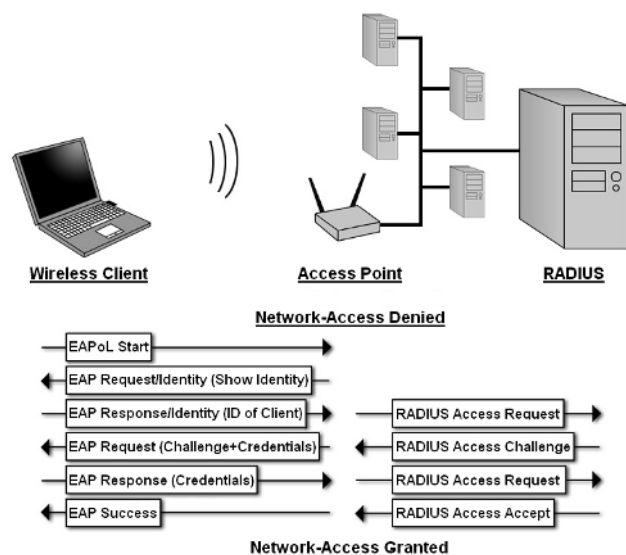 Wireless Client Access Point RADIUS
Network-Access Denied
EAPoL Start
EAP Request/Identity (Show Identity)
EAP Response/Identity (ID of Client) RADIUS Access Request
EAP Request (Challenge+Credentials) RADIUS Access Challenge
EAP Response (Credentials) RADIUS Access Request
EAP Success RADIUS Access Accept
Network-Access Granted